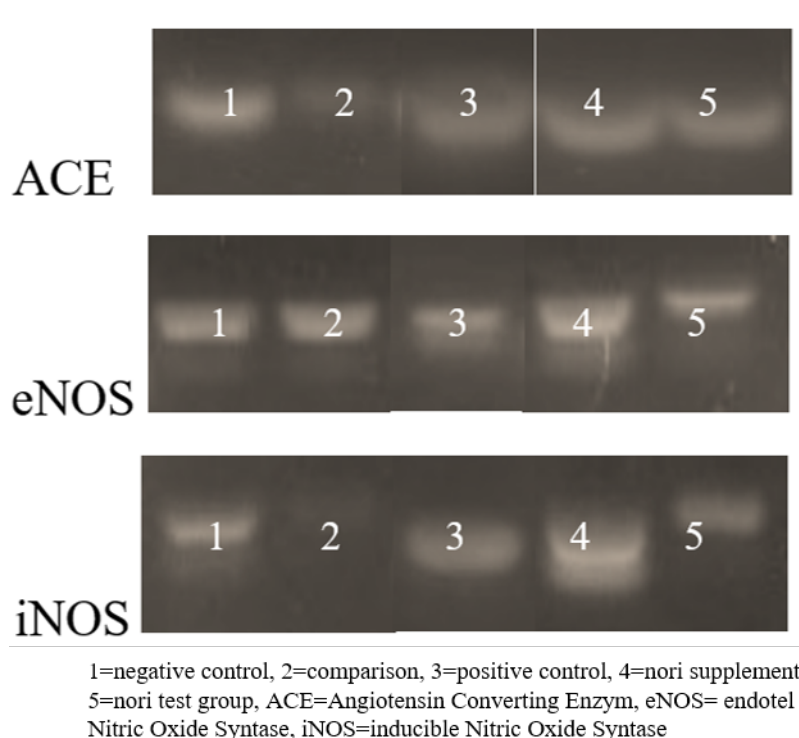 1 2 3 4 5
ACE
1 2 3 4 5
eNOS
1 2 3 4 5
iNOS
1=negative control, 2=comparison, 3=positive control, 4=nori supplement
5=nori test group, ACE=Angiotensin Converting Enzym, eNOS= endotel
Nitric Oxide Syntase, iNOS=inducible Nitric Oxide Syntase